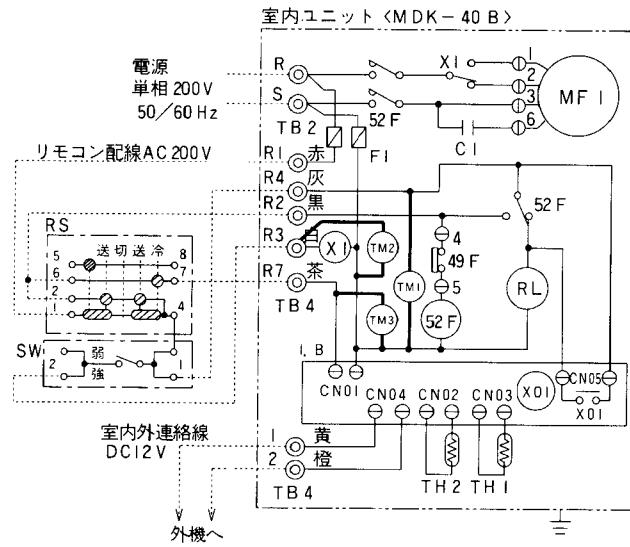 室内ユニット〈MDK-40B〉
電源
単相200V
50/60Hz
R
S
TB2
52F
X1
1
2
3
6
MF1
C1
F1
リモコン配線AC200V
R1 赤
R4 灰
R2 黒
R3 白
R7 茶
TB4
X1
TM2
TM3
TM1
4
49F
5
52F
52F
RL
RS
送 切 送 冷
5
8
6
7
2
1
4
SW
2
弱
強
1
I.B
CN01
CN04
CN02
CN03
X01
CN05
X01
室内外連絡線
DC12V
1 黄
2 橙
TB4
TH2
TH1
外機へ